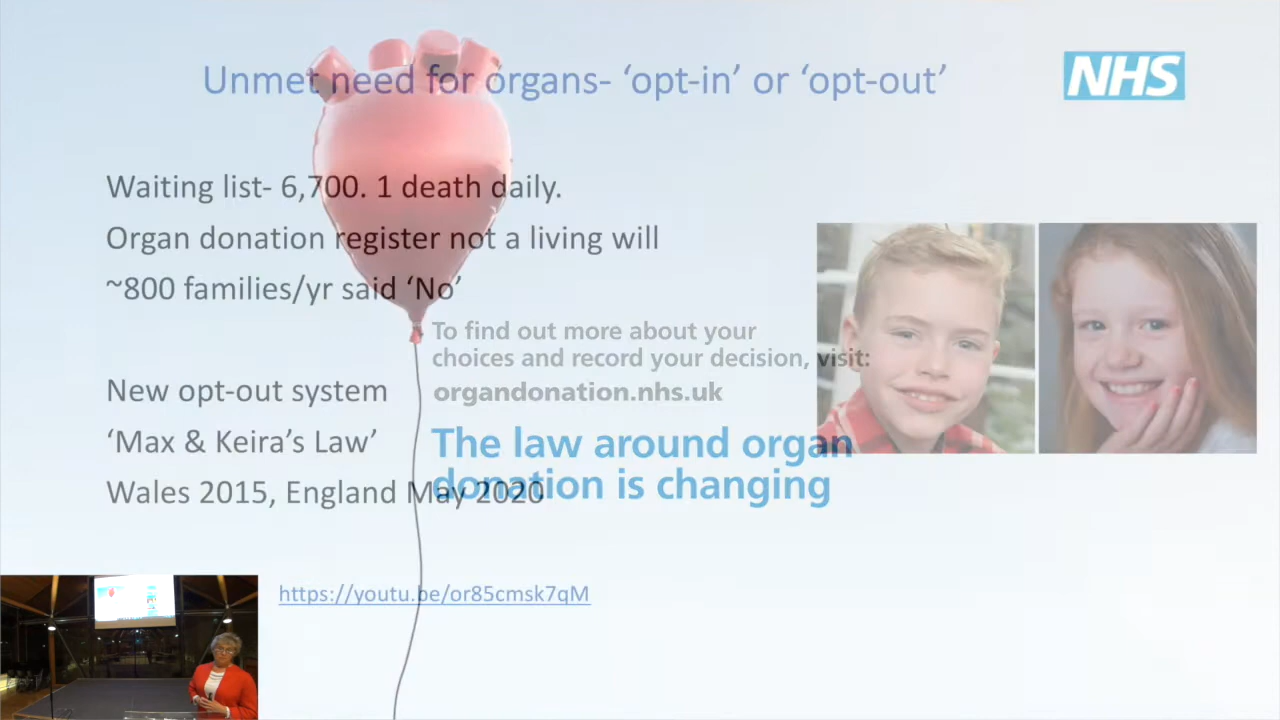 Unmet need for organs- ‘opt-in’ or ‘opt-out’
NHS
Waiting list- 6,700. 1 death daily.
Organ donation register not a living will
~800 families/yr said ‘No’
To find out more about your
choices and record your decision, visit:
organdonation.nhs.uk
New opt-out system
‘Max & Keira’s Law’
Wales 2015, England May 2020
The law around organ
donation is changing
https://youtu.be/or85cmsk7qM